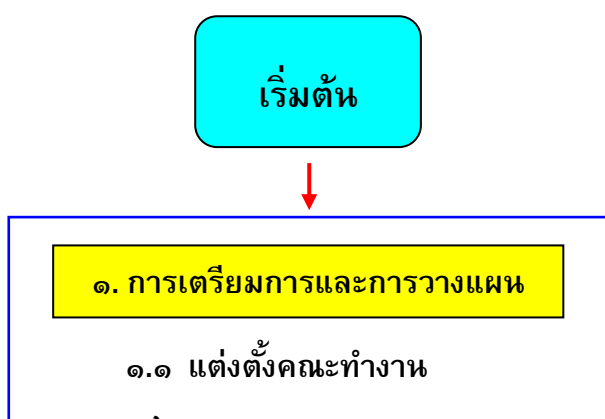 เริ่มต้น
๑. การเตรียมการและการวางแผน
๑.๑ แต่งตั้งคณะทำงาน